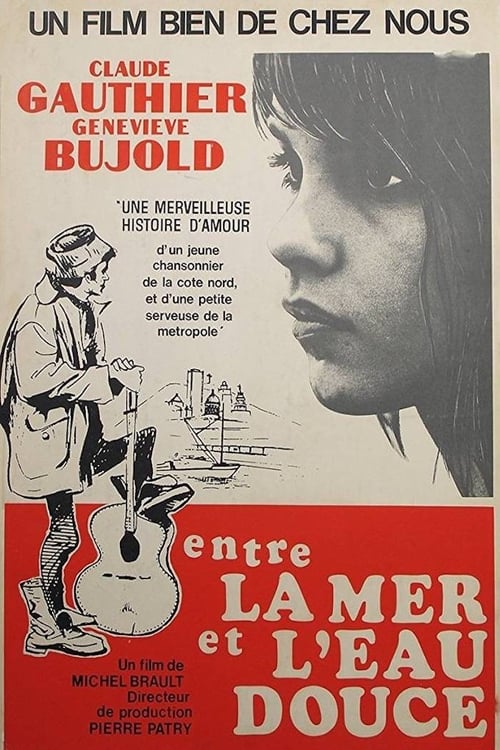 UN FILM BIEN DE CHEZ NOUS
CLAUDE
GAUTHIER
GENEVIEVE
BUJOLD
'UNE MERVEILLEUSE
HISTOIRE D'AMOUR
d'un jeune
chansonnier
de la cote nord,
et d'une petite
serveuse de la
metropole'
entre
LA MER
et L'EAU
DOUCE
Un film de
MICHEL BRAULT
Directeur
de production
PIERRE PATRY